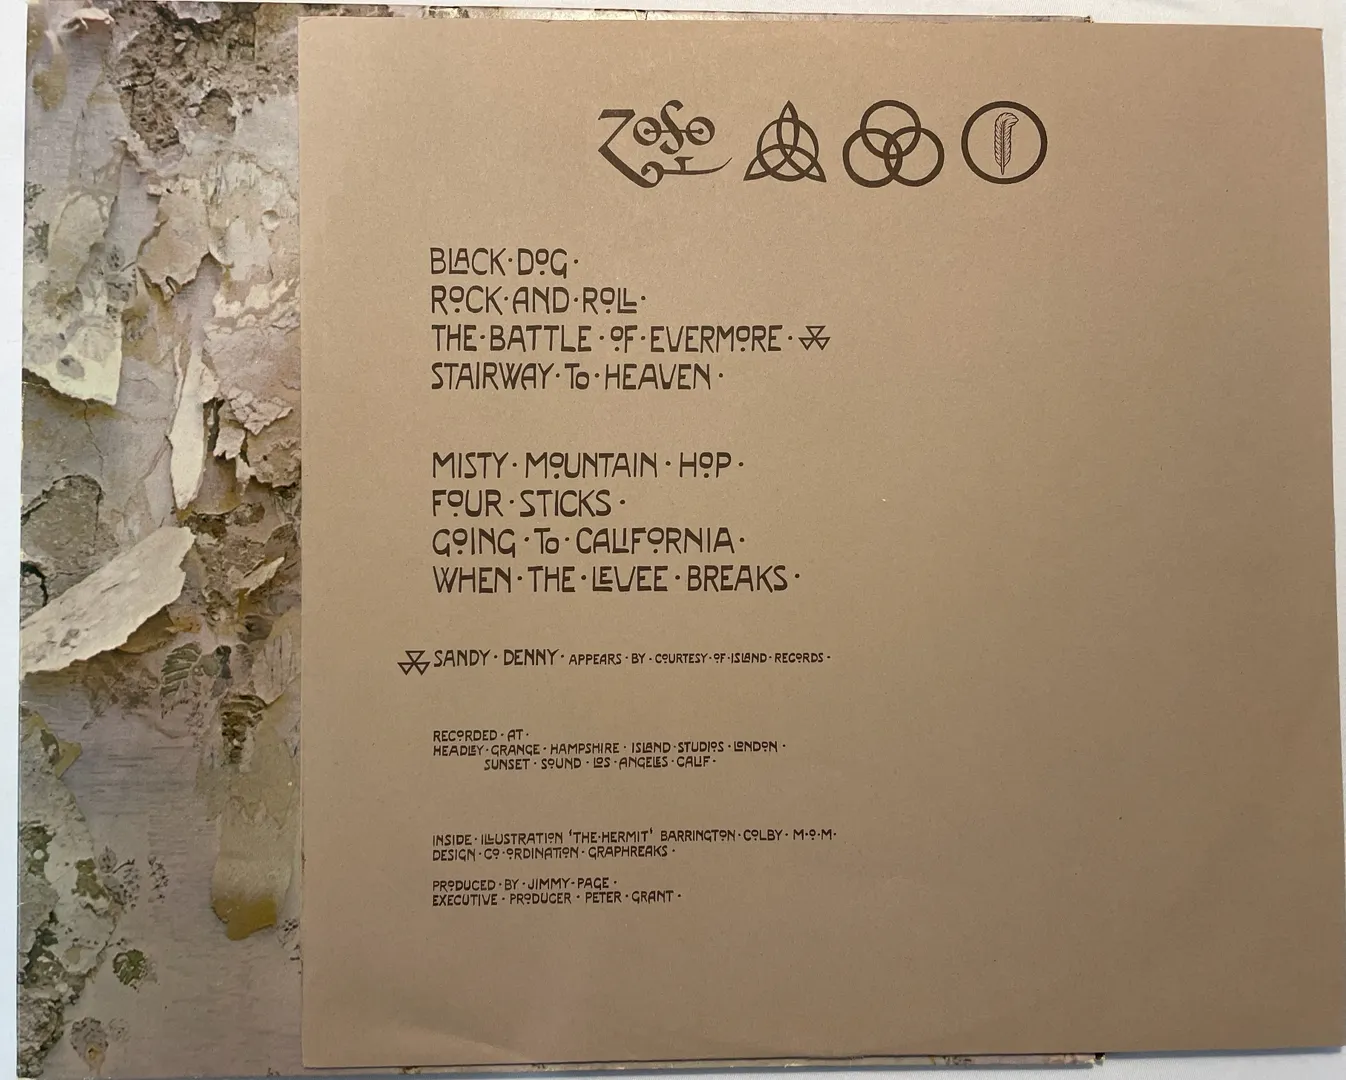 ZoSo
BLACK·DOG·
ROCK·AND·ROLL·
THE·BATTLE·OF·EVERMORE·
STAIRWAY·To·HEAVEN·
MISTY·MOUNTAIN·HOP·
FOUR·STICKS·
GOING·To·CALIFORNIA·
WHEN·THE·LEVEE·BREAKS·
SANDY·DENNY·APPEARS·BY·COURTESY·OF·ISLAND·RECORDS·
RECORDED·AT·
HEADLEY·GRANGE·HAMPSHIRE·ISLAND·STUDIOS·LONDON·
SUNSET·SOUND·LOS·ANGELES·CALIF·
INSIDE·ILLUSTRATION 'THE·HERMIT' BARRINGTON·COLBY·M·O·M·
DESIGN·CO·ORDINATION·GRAPHREAKS·
PRODUCED·BY·JIMMY·PAGE·
EXECUTIVE·PRODUCER·PETER·GRANT·